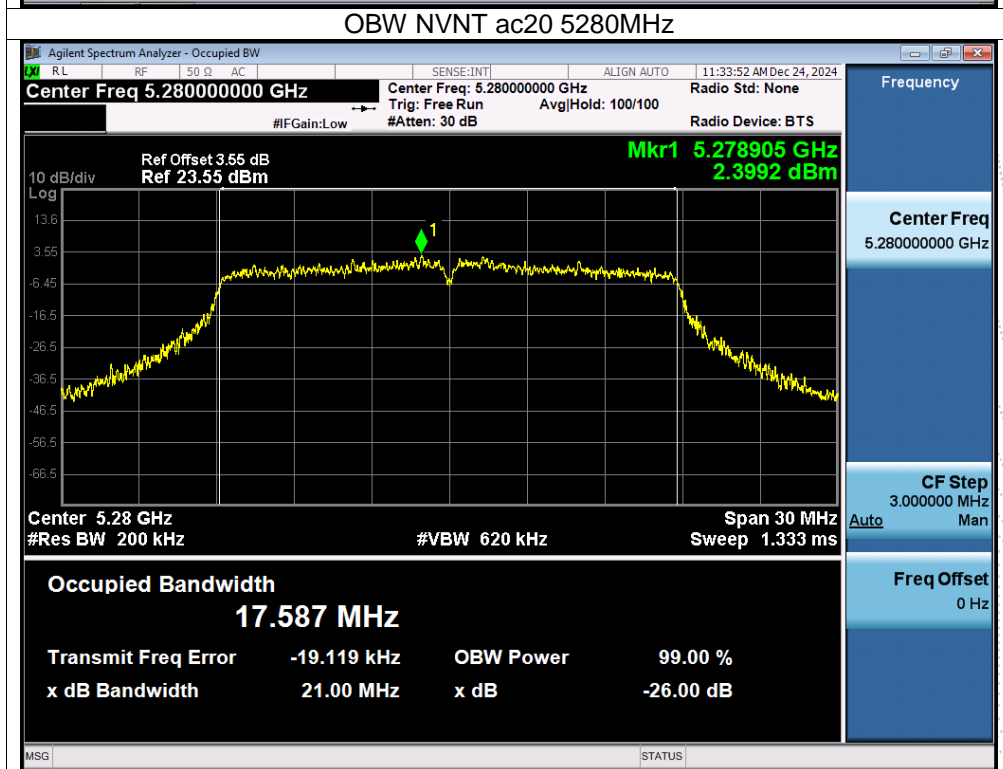 OBW NVNT ac20 5280MHz
Agilent Spectrum Analyzer - Occupied BW
LXI RL RF 50 Ω AC SENSE:INT ALIGN AUTO 11:33:52 AM Dec 24, 2024
Center Freq 5.280000000 GHz Center Freq: 5.280000000 GHz Radio Std: None
Trig: Free Run Avg|Hold: 100/100
#IFGain:Low #Atten: 30 dB Radio Device: BTS
Mkr1 5.278905 GHz
2.3992 dBm
Ref Offset 3.55 dB
10 dB/div Ref 23.55 dBm
Log
13.6
1
3.55
-6.45
-16.5
-26.5
-36.5
-46.5
-56.5
-66.5
Center 5.28 GHz Span 30 MHz
#Res BW 200 kHz #VBW 620 kHz Sweep 1.333 ms
Occupied Bandwidth
17.587 MHz
Transmit Freq Error -19.119 kHz OBW Power 99.00 %
x dB Bandwidth 21.00 MHz x dB -26.00 dB
Frequency
Center Freq
5.280000000 GHz
CF Step
3.000000 MHz
Auto Man
Freq Offset
0 Hz
MSG STATUS